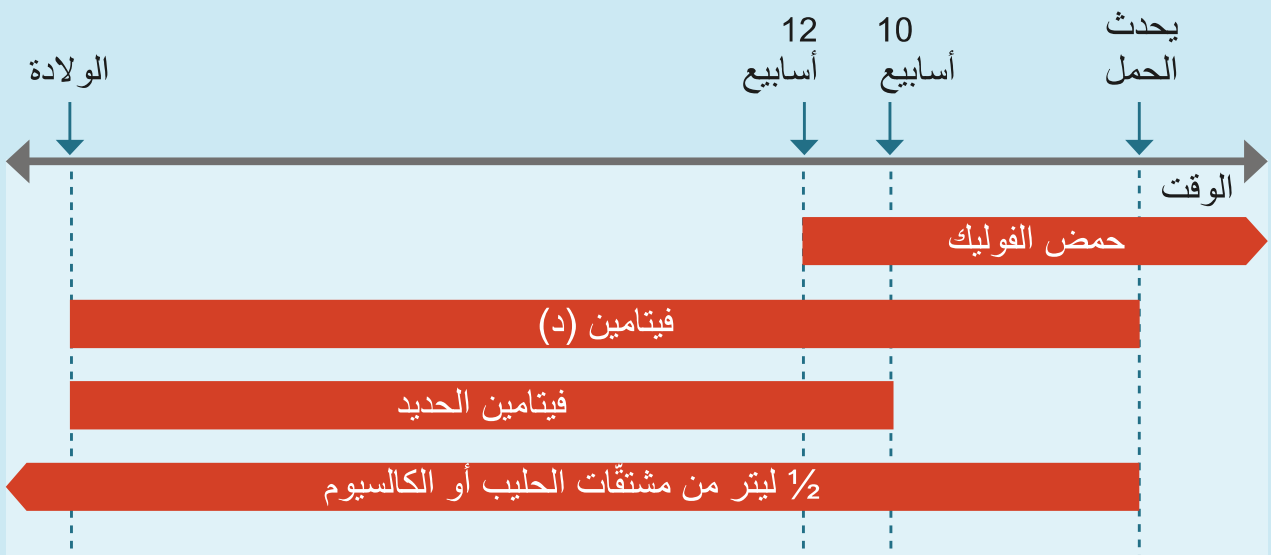 يحدث
الحمل
10
أسابيع
12
أسابيع
الولادة
الوقت
حمض الفوليك
فيتامين (د)
فيتامين الحديد
½ ليتر من مشتقّات الحليب أو الكالسيوم